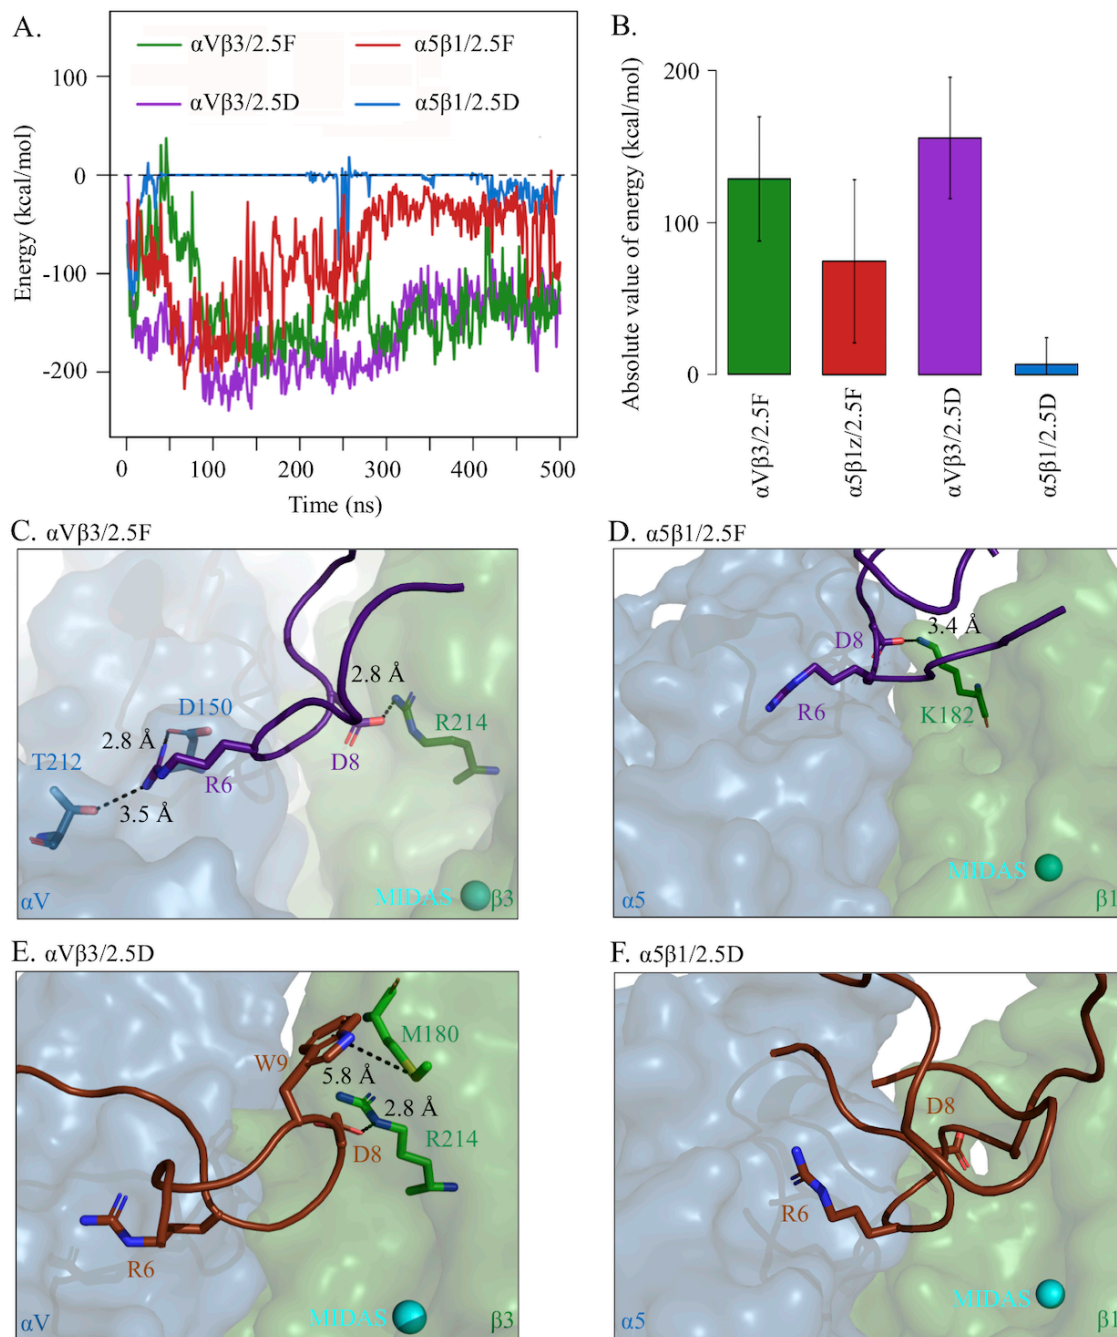 A.
αVβ3/2.5F
α5β1/2.5F
αVβ3/2.5D
α5β1/2.5D
Energy (kcal/mol)
100
0
-100
-200
0
100
200
300
400
500
Time (ns)
B.
Absolute value of energy (kcal/mol)
200
100
0
αVβ3/2.5F
α5β1z/2.5F
αVβ3/2.5D
α5β1/2.5D
C. αVβ3/2.5F
2.8 Å
D150
R214
2.8 Å
T212
R6
D8
3.5 Å
MIDAS
αV
β3
D. α5β1/2.5F
3.4 Å
D8
R6
K182
MIDAS
α5
β1
E. αVβ3/2.5D
M180
W9
5.8 Å
2.8 Å
R214
D8
R6
MIDAS
αV
β3
F. α5β1/2.5D
D8
R6
MIDAS
α5
β1